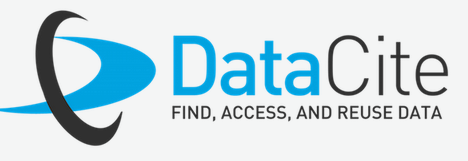 DataCite
FIND, ACCESS, AND REUSE DATA